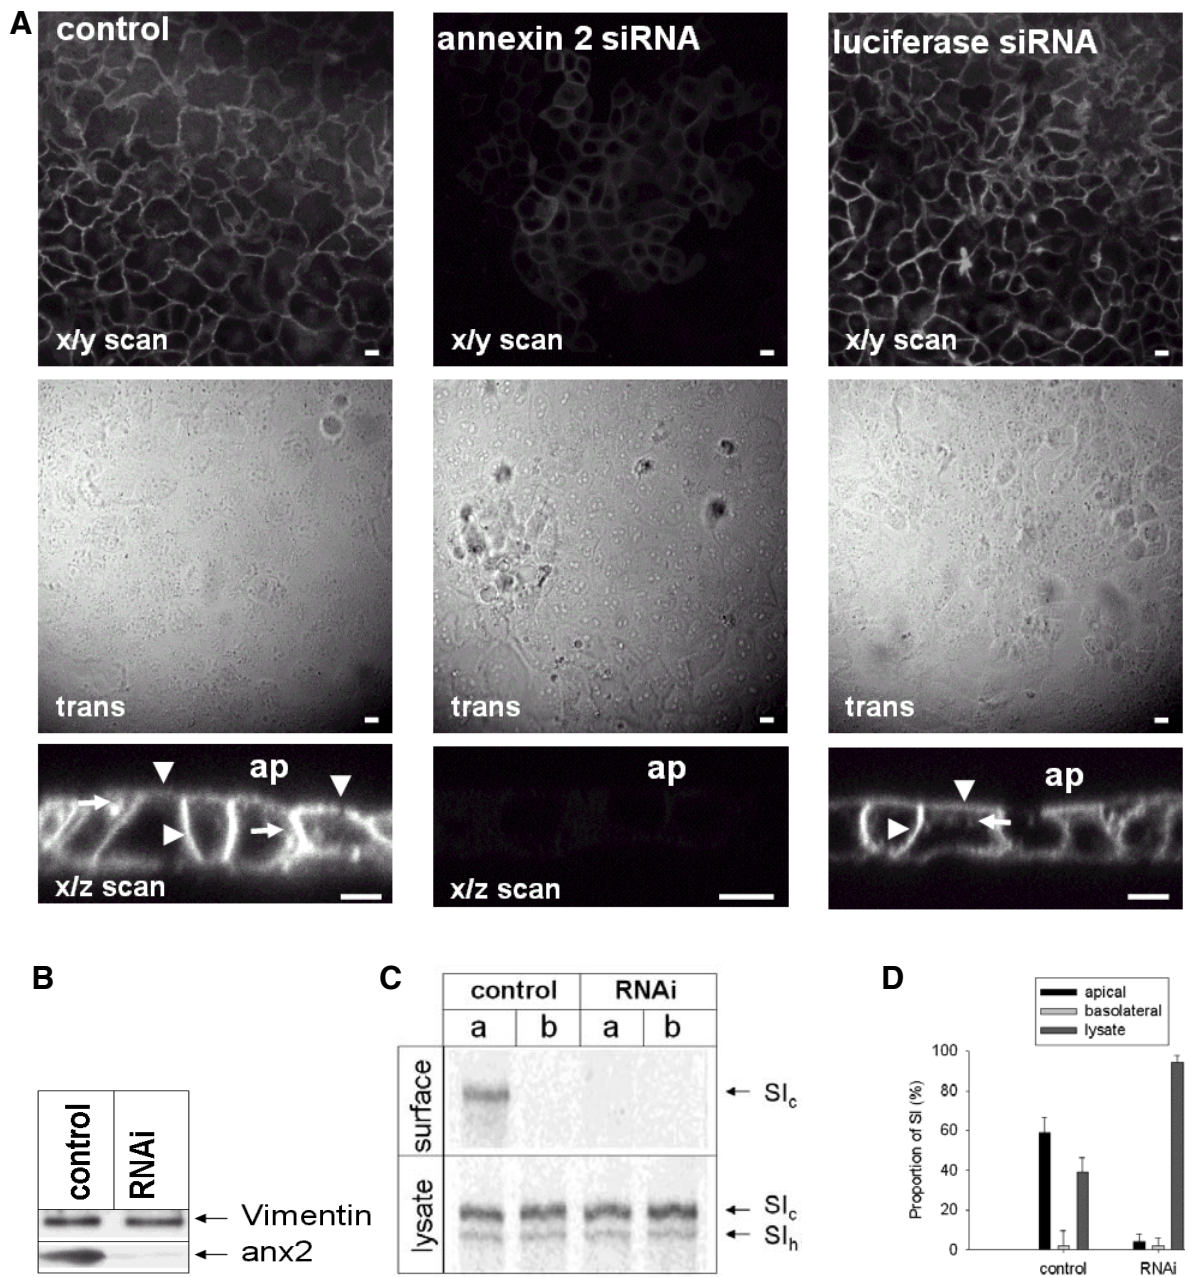 A
control
annexin 2 siRNA
luciferase siRNA
x/y scan
x/y scan
x/y scan
trans
trans
trans
ap
ap
ap
x/z scan
x/z scan
B
control
RNAi
Vimentin
anx2
C
control RNAi
a b a b
surface
SIc
lysate
SIc
SIh
D
apical
basolateral
lysate
Proportion of SI (%)
100
80
60
40
20
0
control RNAi